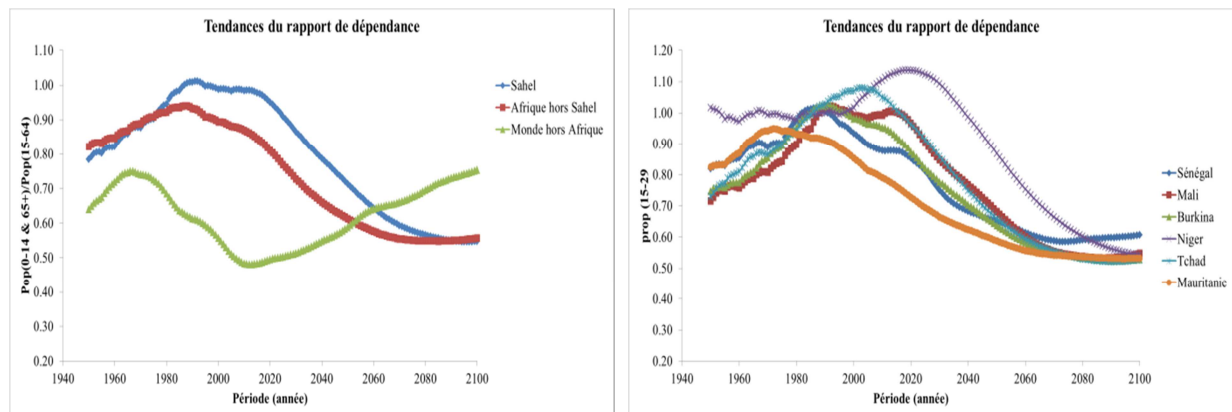 Tendances du rapport de dépendance
Pop(0-14 & 65+)/Pop(15-64)
1.10
1.00
0.90
0.80
0.70
0.60
0.50
0.40
0.30
0.20
1940
1960
1980
2000
2020
2040
2060
2080
2100
Période (année)
Sahel
Afrique hors Sahel
Monde hors Afrique
Tendances du rapport de dépendance
prop (15-29
1.20
1.10
1.00
0.90
0.80
0.70
0.60
0.50
0.40
0.30
0.20
1940
1960
1980
2000
2020
2040
2060
2080
2100
Période (année)
Sénégal
Mali
Burkina
Niger
Tchad
Mauritanie